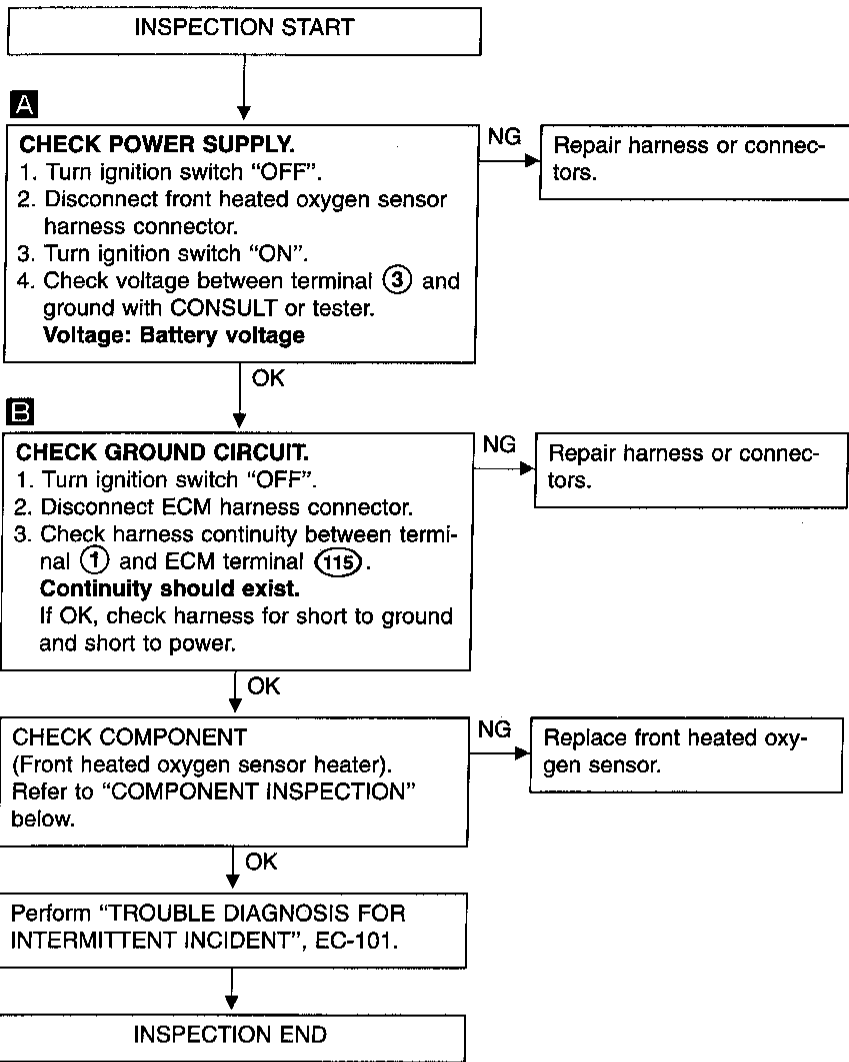 INSPECTION START
A
CHECK POWER SUPPLY.
1. Turn ignition switch “OFF”.
2. Disconnect front heated oxygen sensor
harness connector.
3. Turn ignition switch “ON”.
4. Check voltage between terminal ③ and
ground with CONSULT or tester.
Voltage: Battery voltage
NG
Repair harness or connec-
tors.
OK
B
CHECK GROUND CIRCUIT.
1. Turn ignition switch “OFF”.
2. Disconnect ECM harness connector.
3. Check harness continuity between termi-
nal ① and ECM terminal (115).
Continuity should exist.
If OK, check harness for short to ground
and short to power.
NG
Repair harness or connec-
tors.
OK
CHECK COMPONENT
(Front heated oxygen sensor heater).
Refer to “COMPONENT INSPECTION”
below.
NG
Replace front heated oxy-
gen sensor.
OK
Perform “TROUBLE DIAGNOSIS FOR
INTERMITTENT INCIDENT”, EC-101.
INSPECTION END